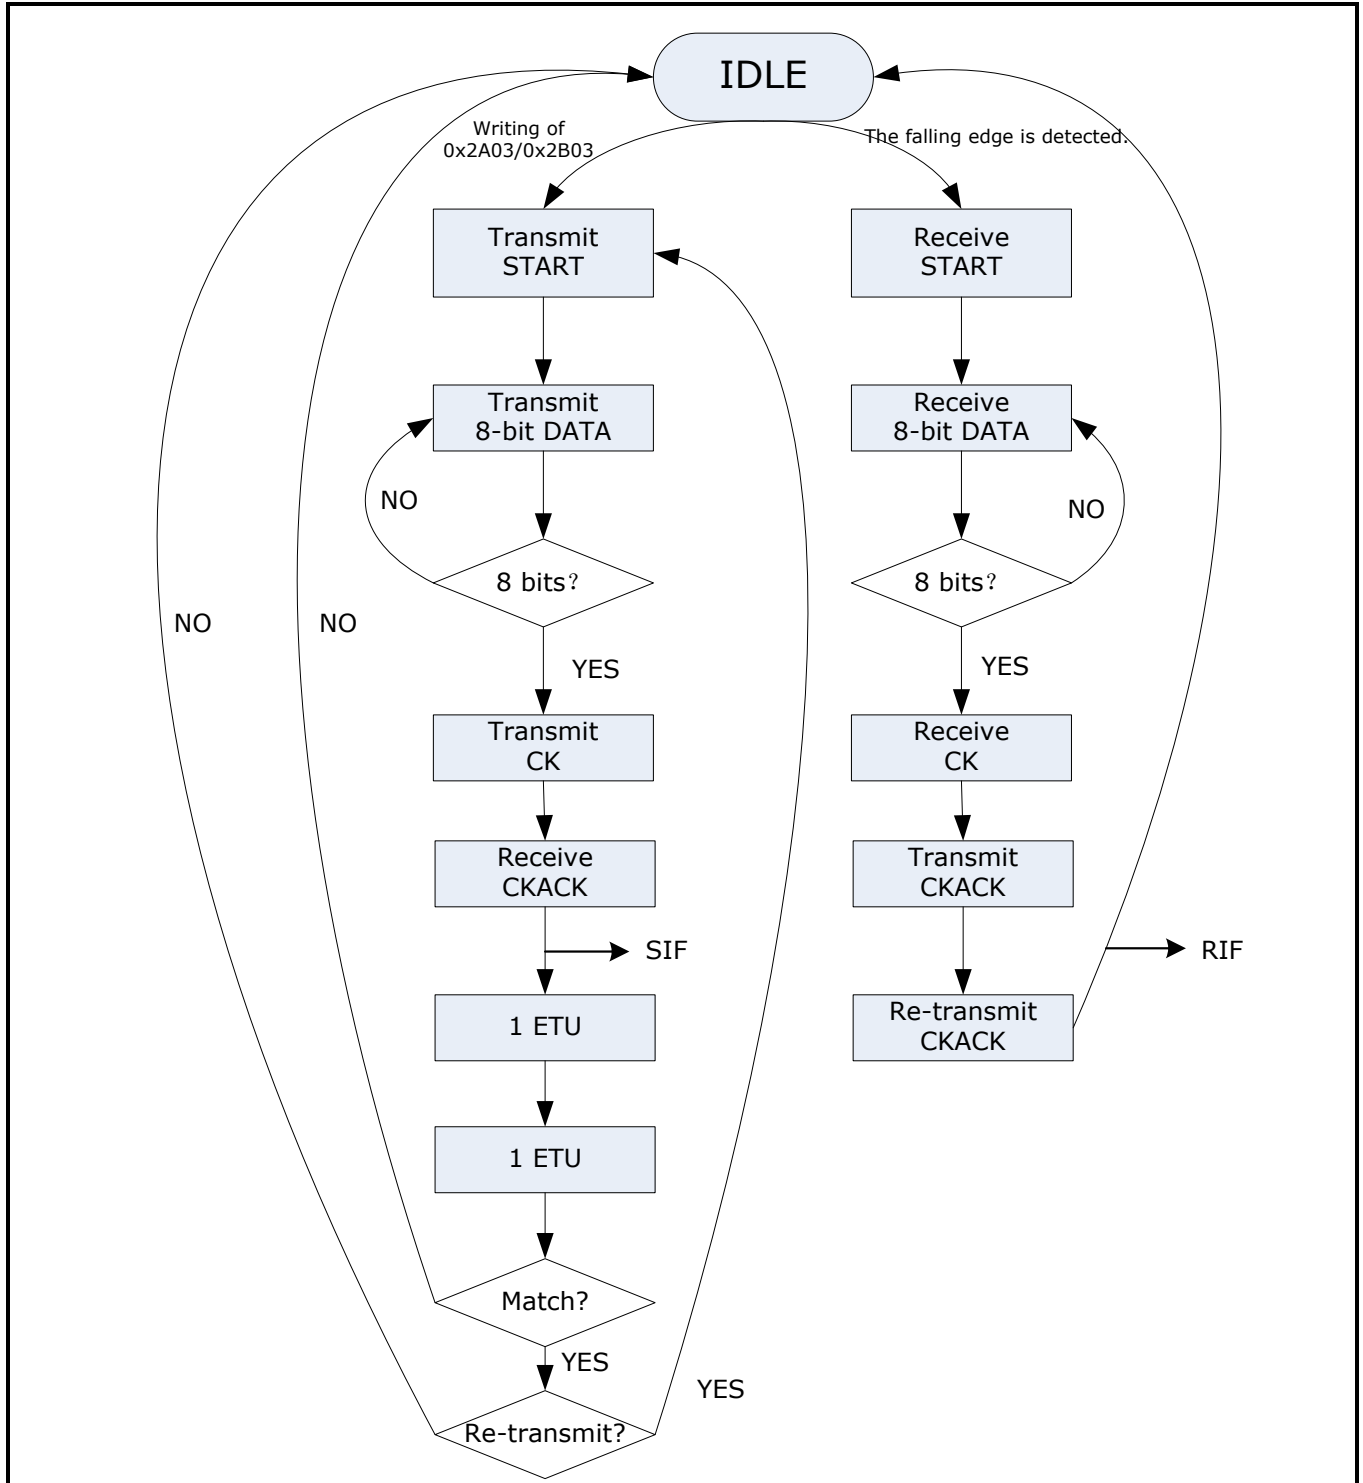 IDLE
Writing of
0x2A03/0x2B03
The falling edge is detected.
Transmit
START
Receive
START
Transmit
8-bit DATA
Receive
8-bit DATA
NO
NO
8 bits?
8 bits?
NO
NO
YES
YES
Transmit
CK
Receive
CK
Receive
CKACK
Transmit
CKACK
SIF
RIF
1 ETU
Re-transmit
CKACK
1 ETU
Match?
YES
YES
Re-transmit?